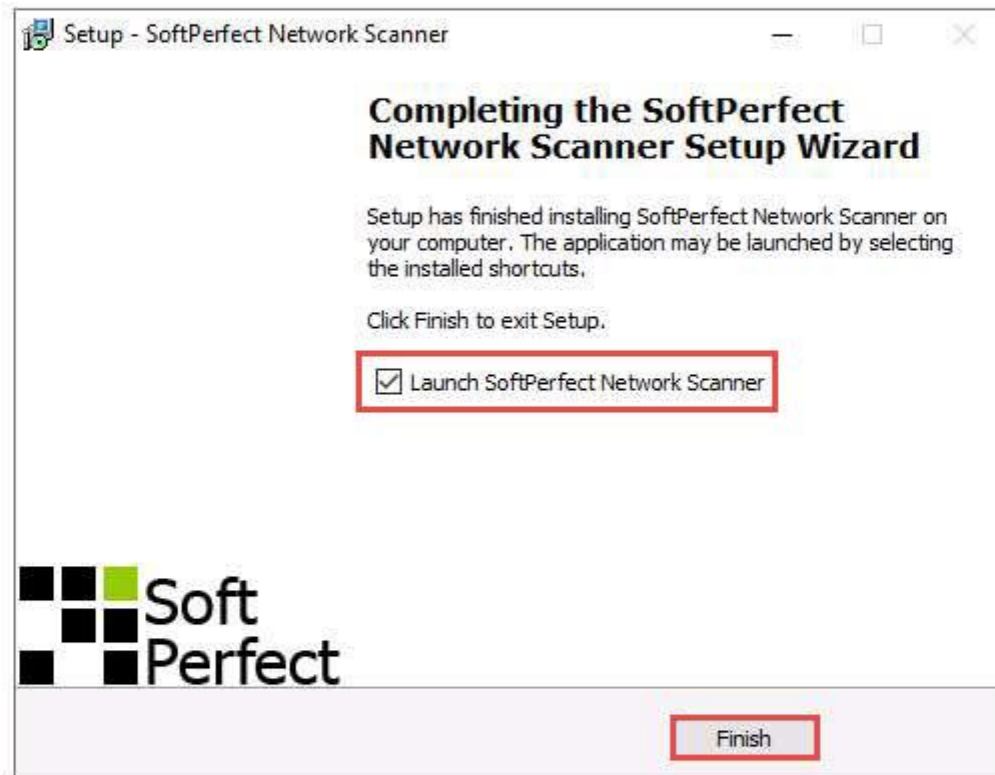 Setup - SoftPerfect Network Scanner
Completing the SoftPerfect
Network Scanner Setup Wizard
Setup has finished installing SoftPerfect Network Scanner on
your computer. The application may be launched by selecting
the installed shortcuts.
Click Finish to exit Setup.
Launch SoftPerfect Network Scanner
Soft
Perfect
Finish